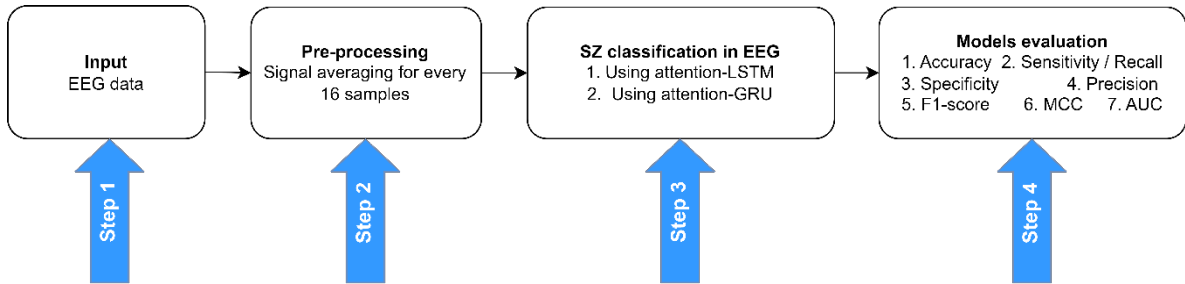 Input
EEG data
Pre-processing
Signal averaging for every
16 samples
SZ classification in EEG
1. Using attention-LSTM
2. Using attention-GRU
Models evaluation
1. Accuracy 2. Sensitivity / Recall
3. Specificity 4. Precision
5. F1-score 6. MCC 7. AUC
Step 1
Step 2
Step 3
Step 4